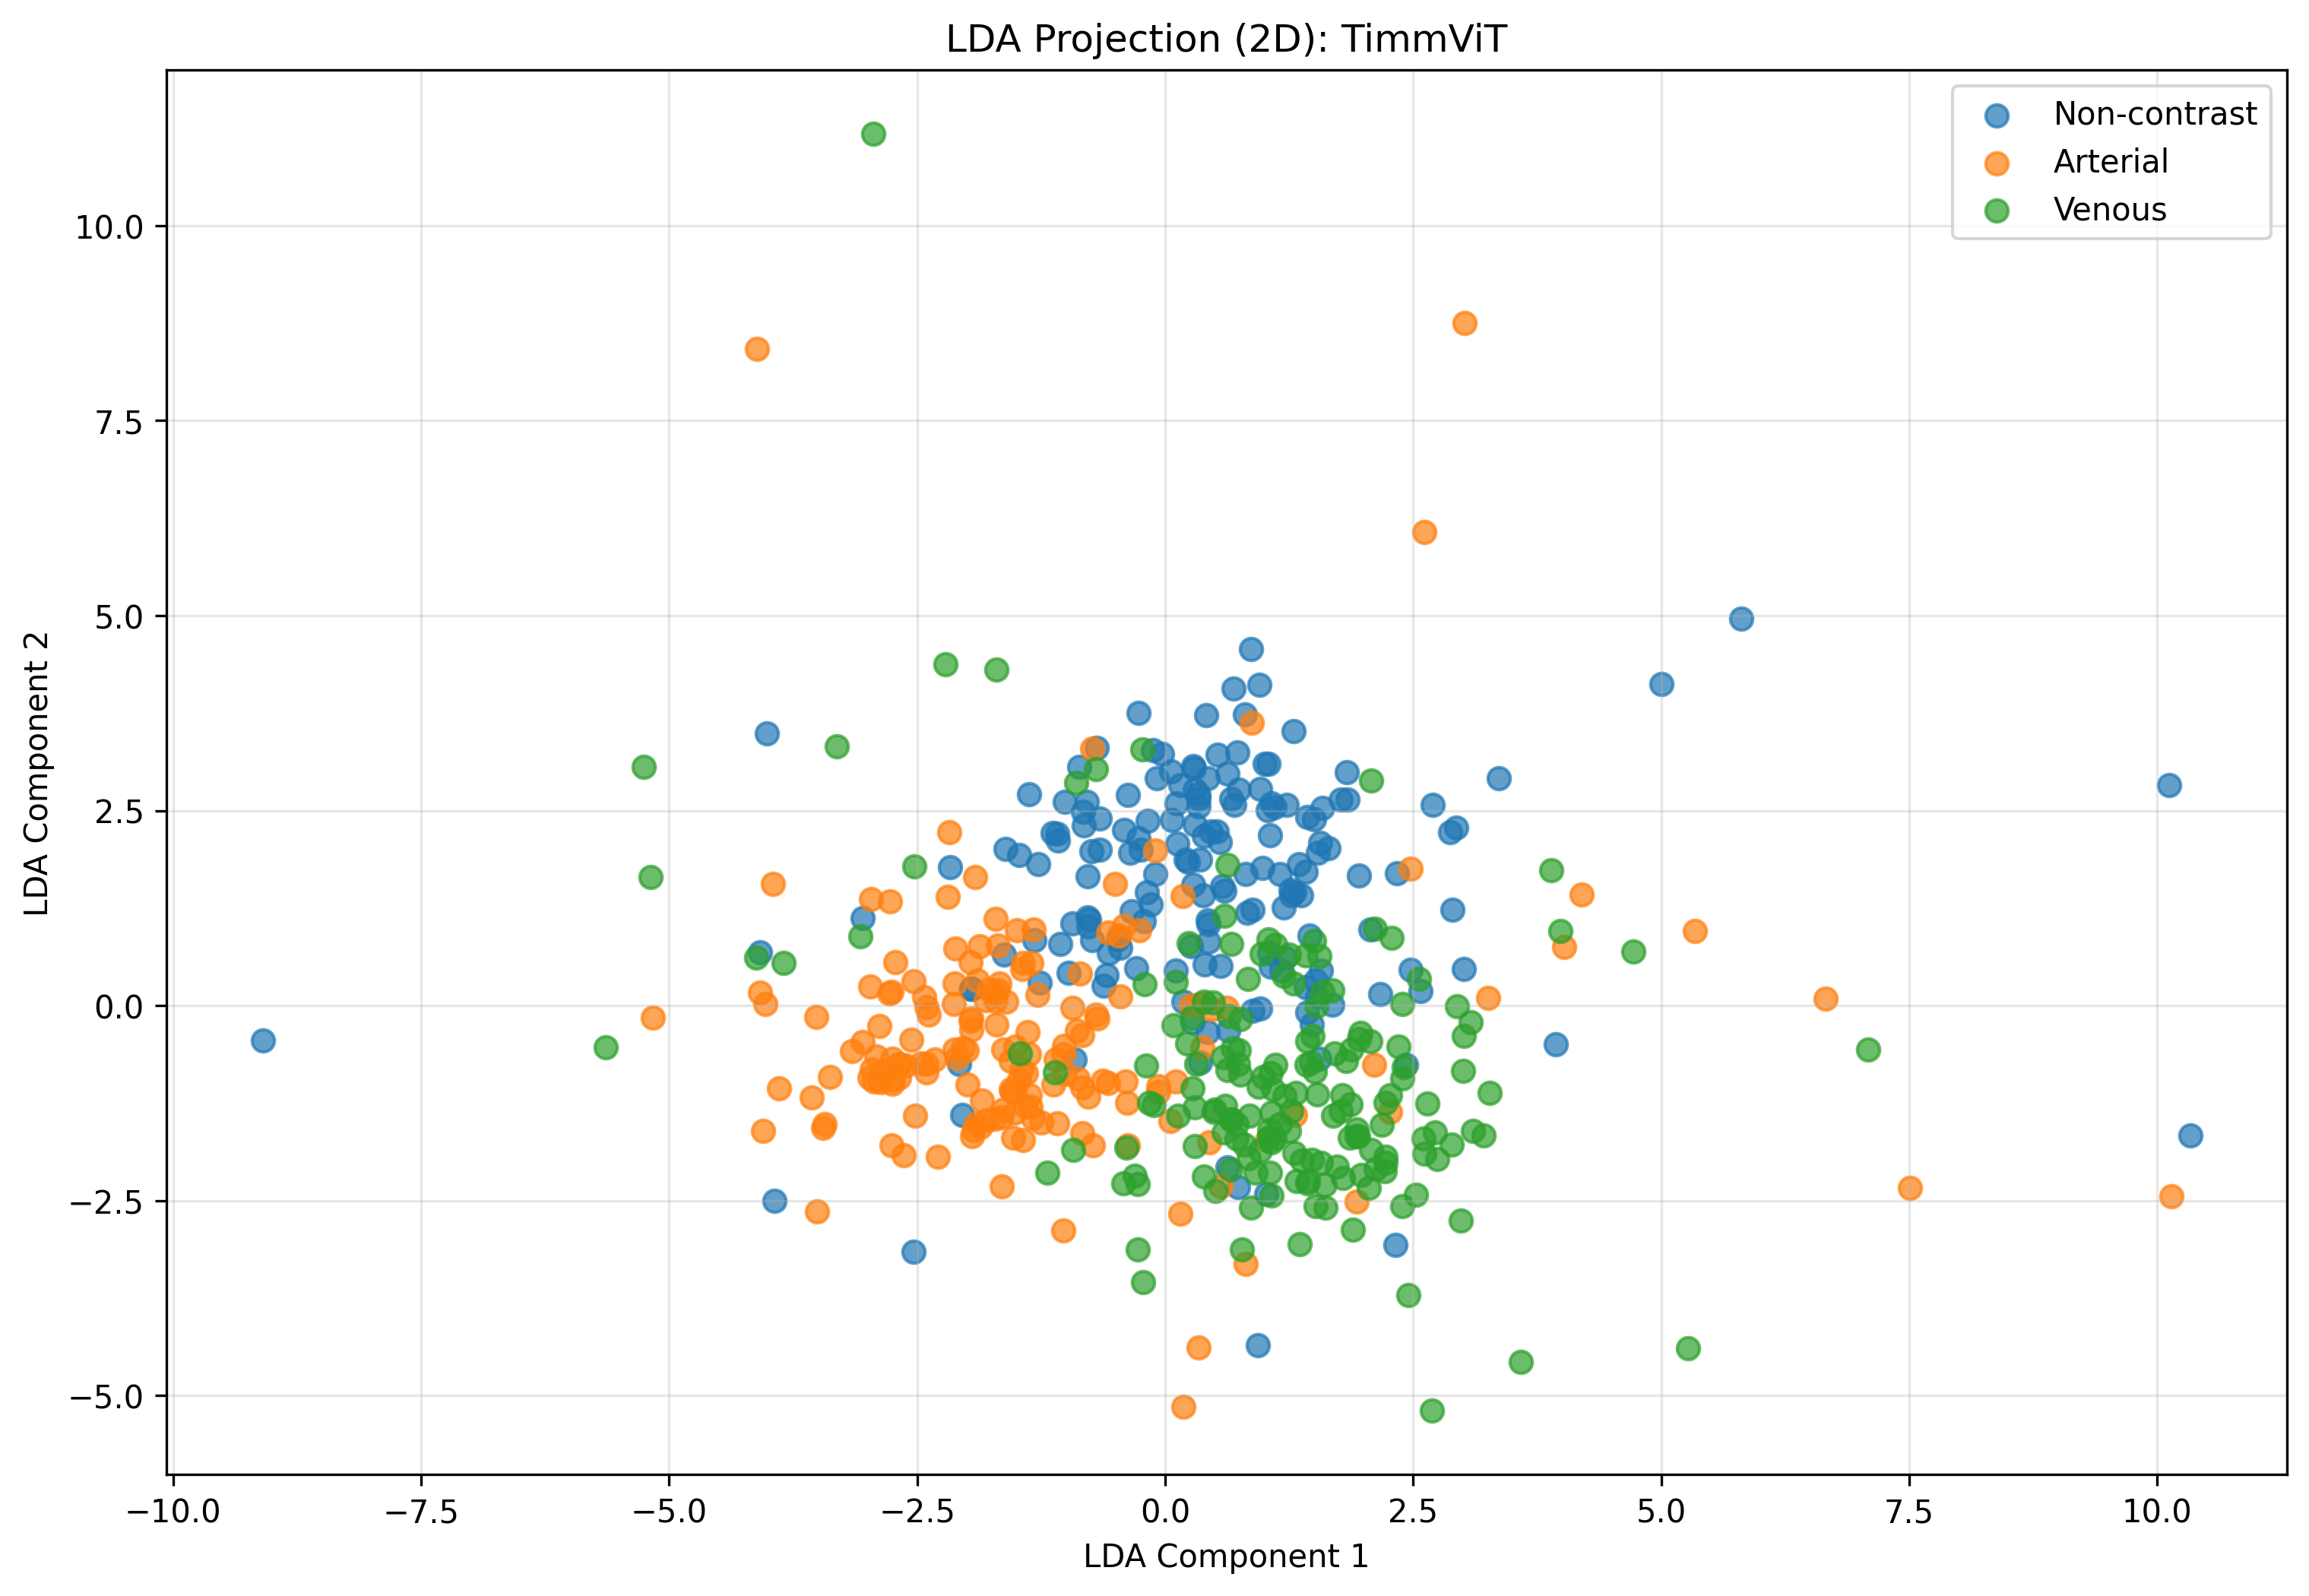 LDA Projection (2D): TimmViT
Non-contrast
Arterial
Venous
LDA Component 2
10.0
7.5
5.0
2.5
0.0
−2.5
−5.0
−10.0 −7.5 −5.0 −2.5 0.0 2.5 5.0 7.5 10.0
LDA Component 1